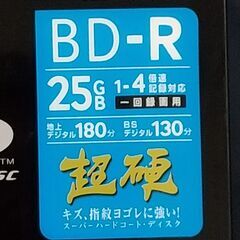 BD-R
25GB 1-4倍速記録対応
一回録画用
地上デジタル180分 BSデジタル130分
超硬
キズ、指紋ヨゴレに強い!
スーパーハードコート・ディスク
TM
SC